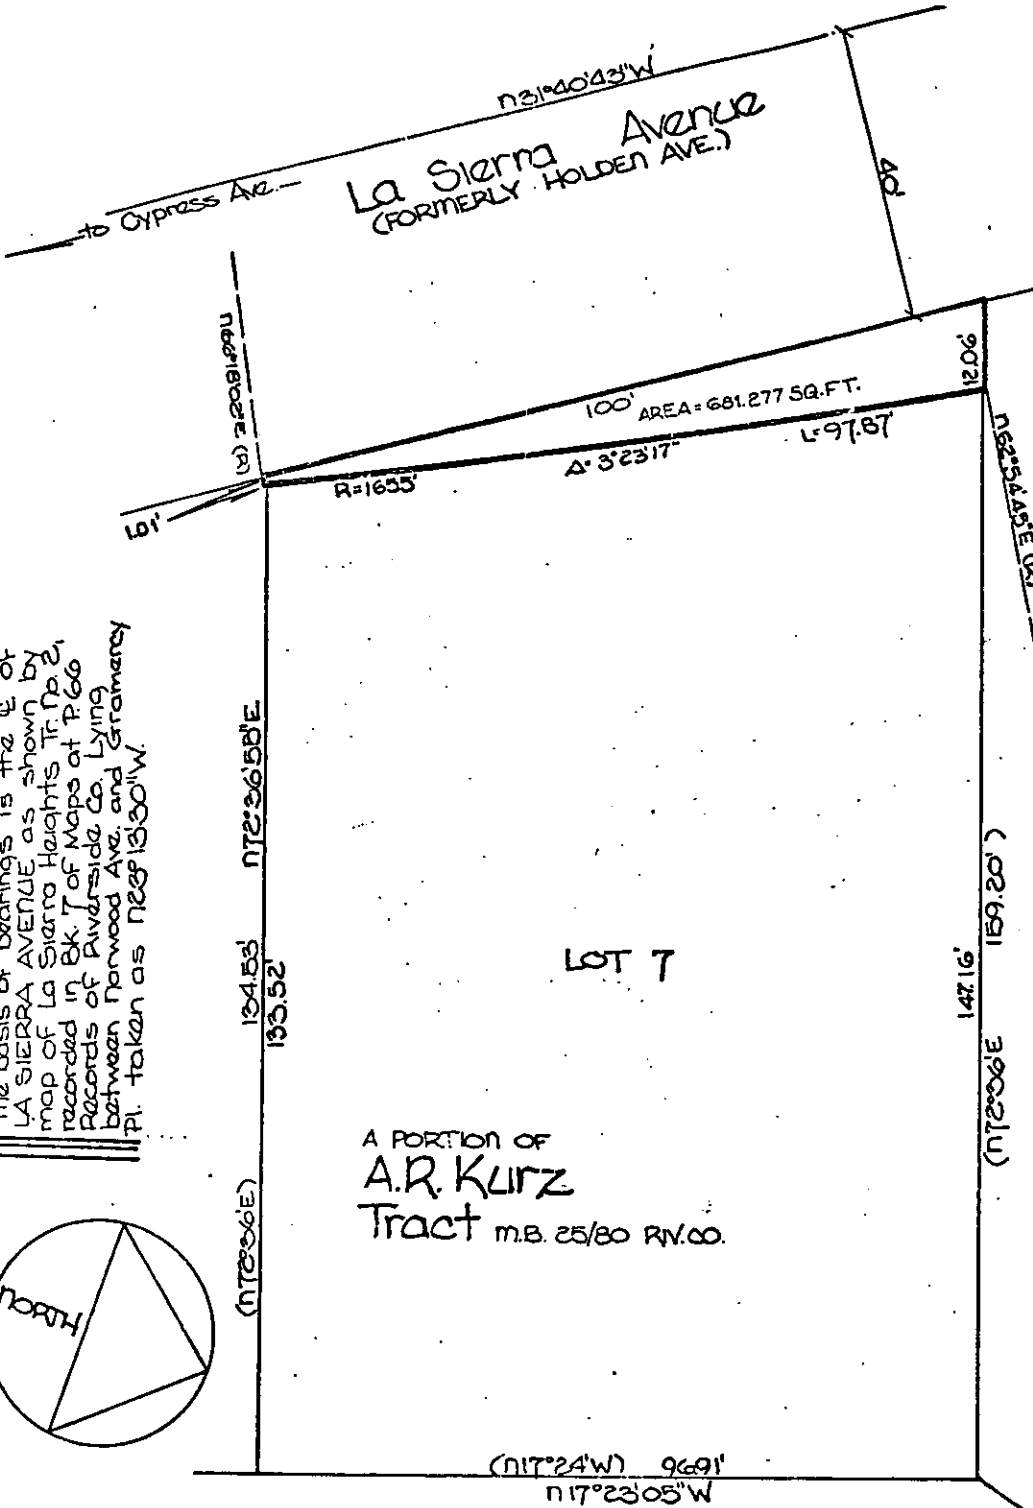 N31°40'43"W
La Sierra Avenue
(FORMERLY HOLDEN AVE.)
to Cypress Ave.
40'
N66°18'02"E (R)
12.06'
100' AREA = 681.277 SQ.FT.
L=97.87'
Δ=3°23'17"
R=1655'
1.01'
N62°54'45"E (R)
The basis of bearings is the ℄ of
LA SIERRA AVENUE as shown by
map of La Sierra Heights Tr. No. 2,
recorded in BK. 7 of Maps at P.66
Records of Riverside Co. Lying
between Norwood Ave. and Gramercy
Pl. taken as N28°13'30"W.
(N72°36'E) 134.53' N72°36'58"E
133.52'
LOT 7
147.16'
(N72°36'E 159.20')
A PORTION OF
A.R. Kurz
Tract M.B. 25/80 RIV.CO.
NORTH
(N17°24'W) 96.91'
N17°23'05"W